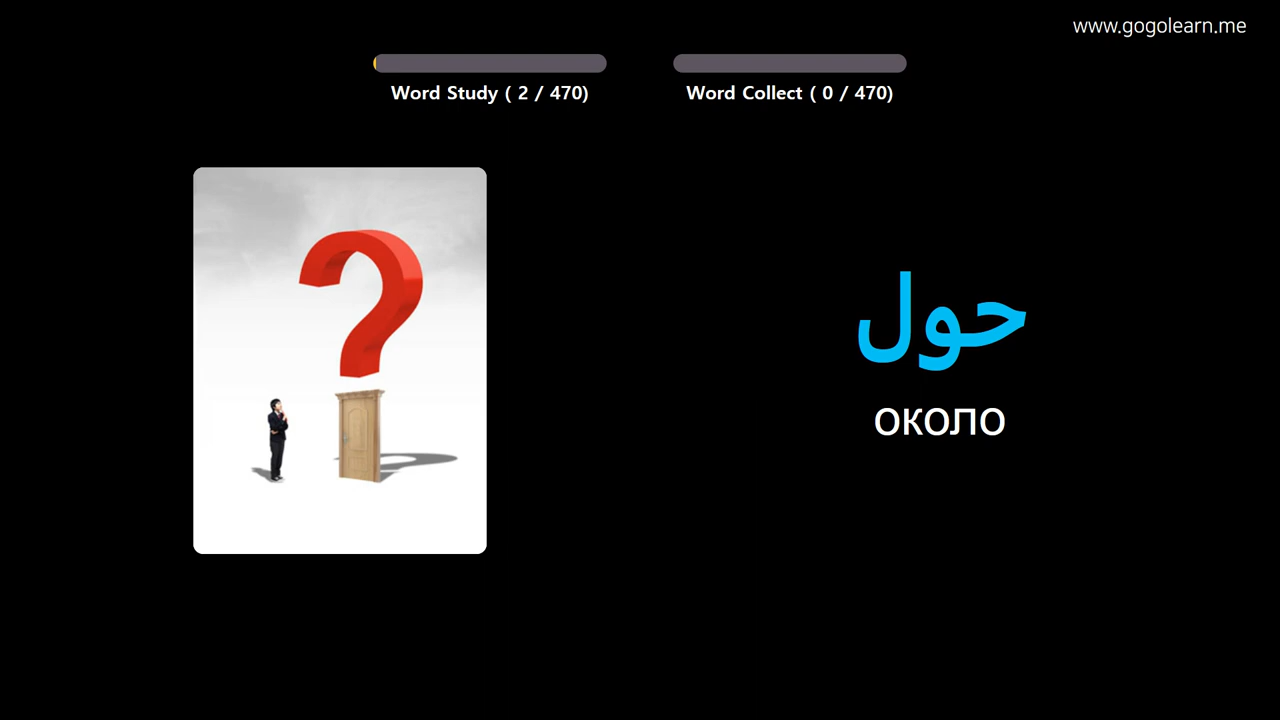 www.gogolearn.me
Word Study ( 2 / 470)
Word Collect ( 0 / 470)
حول
около